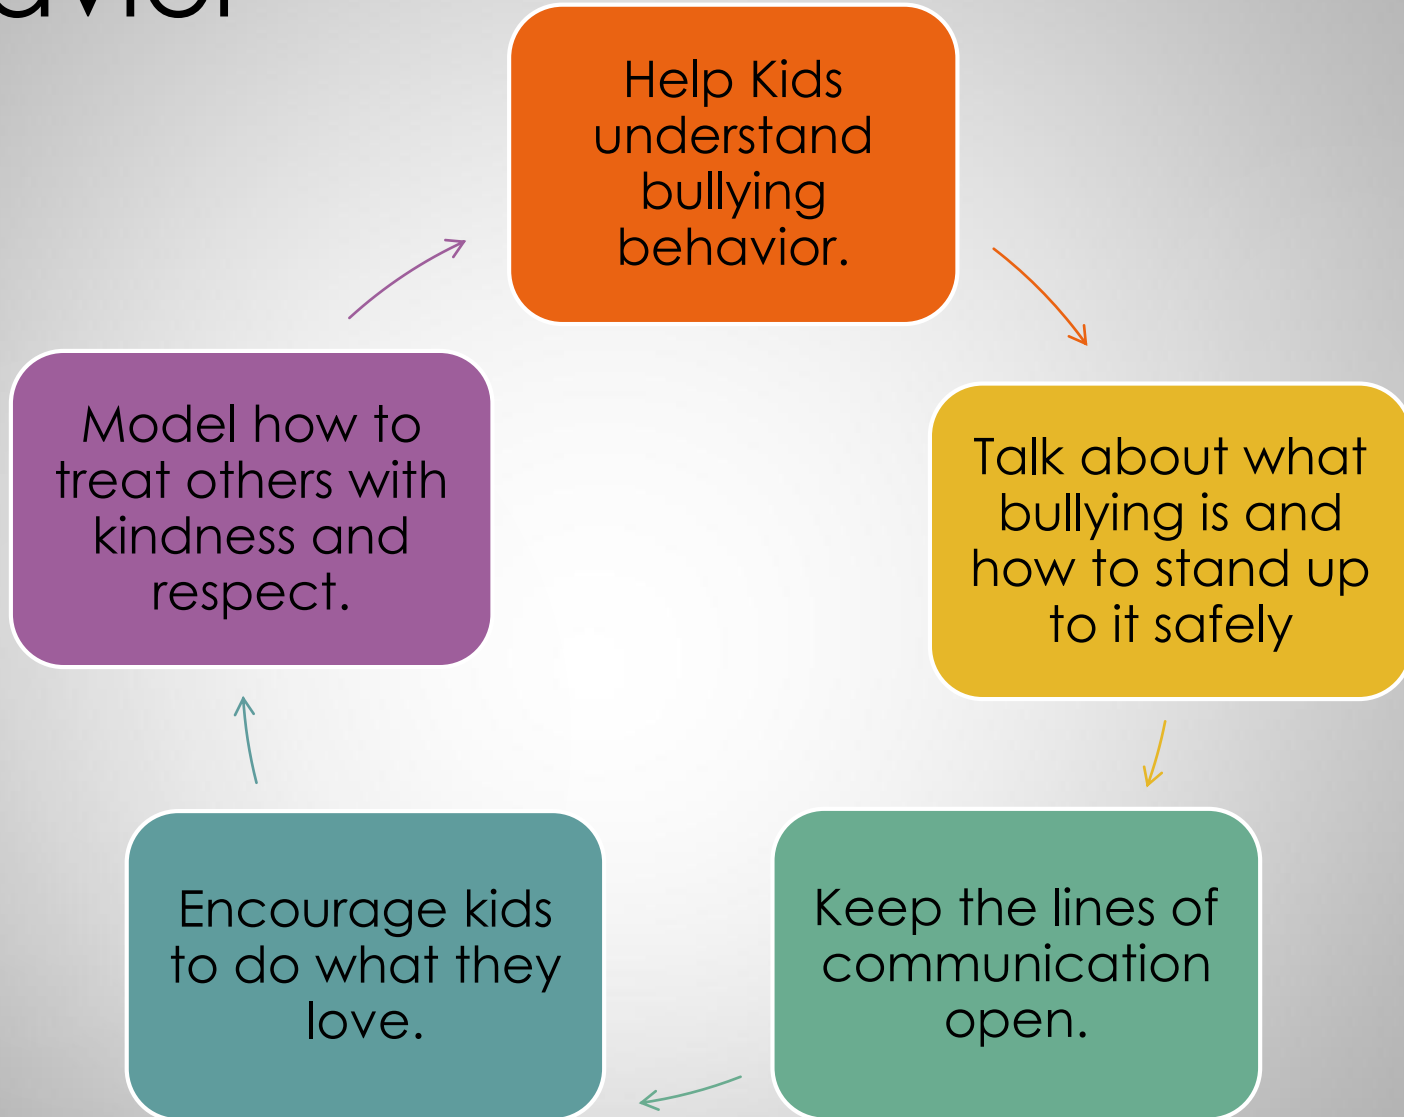 Help Kids
understand
bullying
behavior.
Talk about what
bullying is and
how to stand up
to it safely
Keep the lines of
communication
open.
Encourage kids
to do what they
love.
Model how to
treat others with
kindness and
respect.